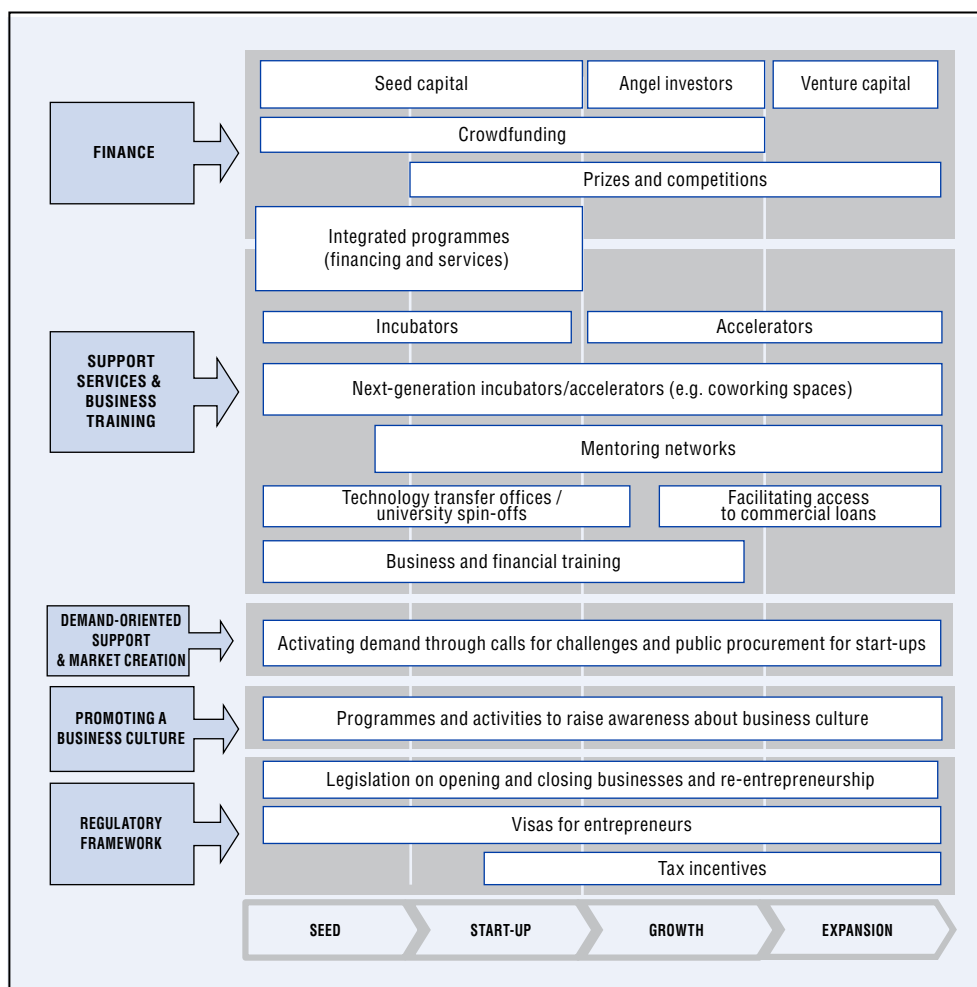 Seed capital
Angel investors
Venture capital
Crowdfunding
FINANCE
Prizes and competitions
Integrated programmes
(financing and services)
Incubators
Accelerators
SUPPORT
SERVICES &
BUSINESS
TRAINING
Next-generation incubators/accelerators (e.g. coworking spaces)
Mentoring networks
Technology transfer offices /
university spin-offs
Facilitating access
to commercial loans
Business and financial training
DEMAND-ORIENTED
SUPPORT
& MARKET CREATION
Activating demand through calls for challenges and public procurement for start-ups
PROMOTING A
BUSINESS CULTURE
Programmes and activities to raise awareness about business culture
REGULATORY
FRAMEWORK
Legislation on opening and closing businesses and re-entrepreneurship
Visas for entrepreneurs
Tax incentives
SEED
START-UP
GROWTH
EXPANSION